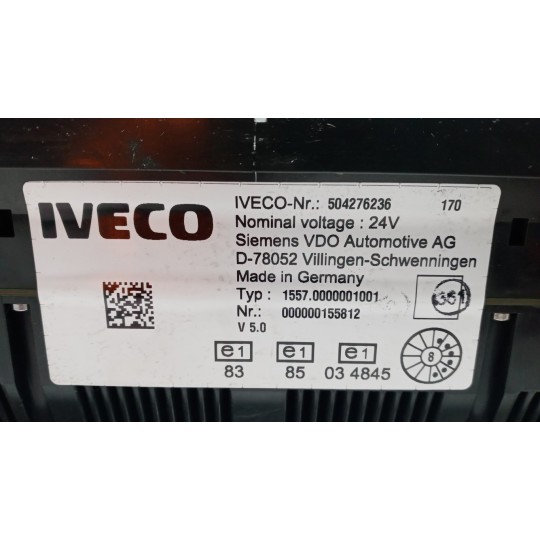 IVECO
IVECO-Nr.: 504276236 170
Nominal voltage : 24V
Siemens VDO Automotive AG
D-78052 Villingen-Schwenningen
Made in Germany
Typ : 1557.0000001001
Nr.: 000000155812
V 5.0
361
e1 e1 e1
83 85 03 4845
8